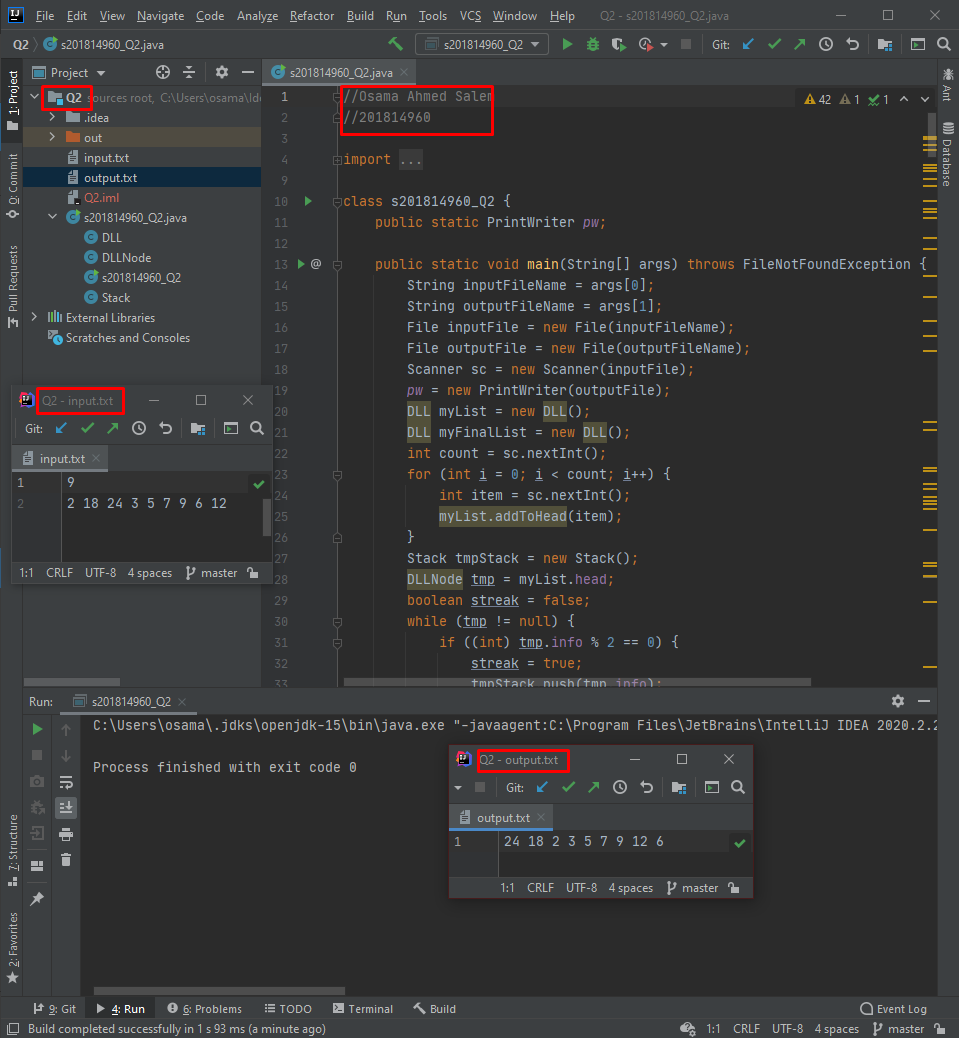 File Edit View Navigate Code Analyze Refactor Build Run Tools VCS Window Help Q2 - s201814960_Q2.java
Q2 s201814960_Q2.java s201814960_Q2 Git:
1: Project
0: Commit
Pull Requests
7: Structure
2: Favorites
Ant
Database
Project
Q2 sources root, C:\Users\osama\Ide
.idea
out
input.txt
output.txt
Q2.iml
s201814960_Q2.java
DLL
DLLNode
s201814960_Q2
Stack
External Libraries
Scratches and Consoles
s201814960_Q2.java
42 1 1
1 //Osama Ahmed Salem
2 //201814960
3
4 import ...
9
10 class s201814960_Q2 {
11 public static PrintWriter pw;
12
13 @ public static void main(String[] args) throws FileNotFoundException {
14 String inputFileName = args[0];
15 String outputFileName = args[1];
16 File inputFile = new File(inputFileName);
17 File outputFile = new File(outputFileName);
18 Scanner sc = new Scanner(inputFile);
19 pw = new PrintWriter(outputFile);
20 DLL myList = new DLL();
21 DLL myFinalList = new DLL();
22 int count = sc.nextInt();
23 for (int i = 0; i < count; i++) {
24 int item = sc.nextInt();
25 myList.addToHead(item);
26 }
27 Stack tmpStack = new Stack();
28 DLLNode tmp = myList.head;
29 boolean streak = false;
30 while (tmp != null) {
31 if ((int) tmp.info % 2 == 0) {
32 streak = true;
33 tmpStack.push(tmp.info);
Q2 - input.txt
Git:
input.txt
1 9
2 2 18 24 3 5 7 9 6 12
1:1 CRLF UTF-8 4 spaces master
Run: s201814960_Q2
C:\Users\osama\.jdks\openjdk-15\bin\java.exe "-javaagent:C:\Program Files\JetBrains\IntelliJ IDEA 2020.2.2
Process finished with exit code 0
Q2 - output.txt
Git:
output.txt
1 24 18 2 3 5 7 9 12 6
1:1 CRLF UTF-8 4 spaces master
9: Git 4: Run 6: Problems TODO Terminal Build Event Log
Build completed successfully in 1 s 93 ms (a minute ago) 1:1 CRLF UTF-8 4 spaces master